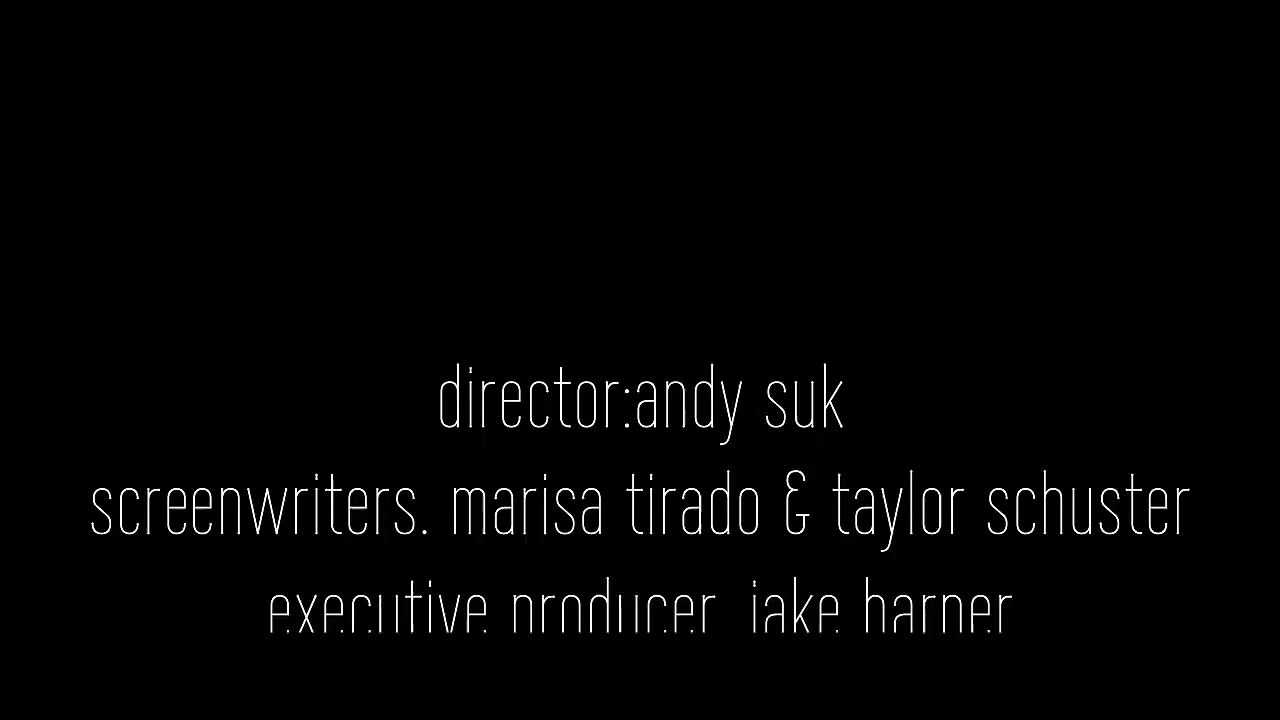 director:andy suk
screenwriters. marisa tirado & taylor schuster
executive producer. jake harner